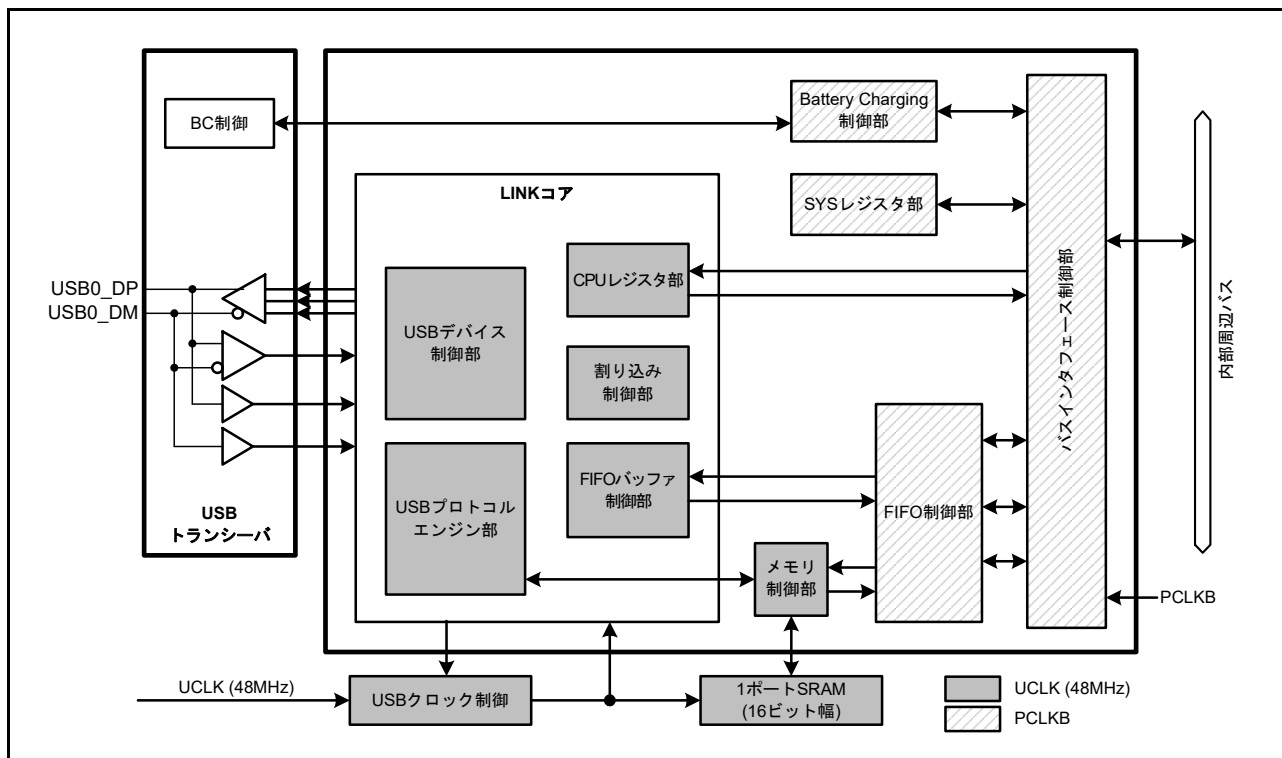 BC制御
Battery Charging
制御部
LINKコア
SYSレジスタ部
CPUレジスタ部
USB0_DP
USB0_DM
USBデバイス
制御部
割り込み
制御部
バスインタフェース制御部
内部周辺バス
FIFOバッファ
制御部
USBプロトコル
エンジン部
FIFO制御部
USB
トランシーバ
メモリ
制御部
PCLKB
UCLK (48MHz)
USBクロック制御
1ポートSRAM
(16ビット幅)
UCLK (48MHz)
PCLKB